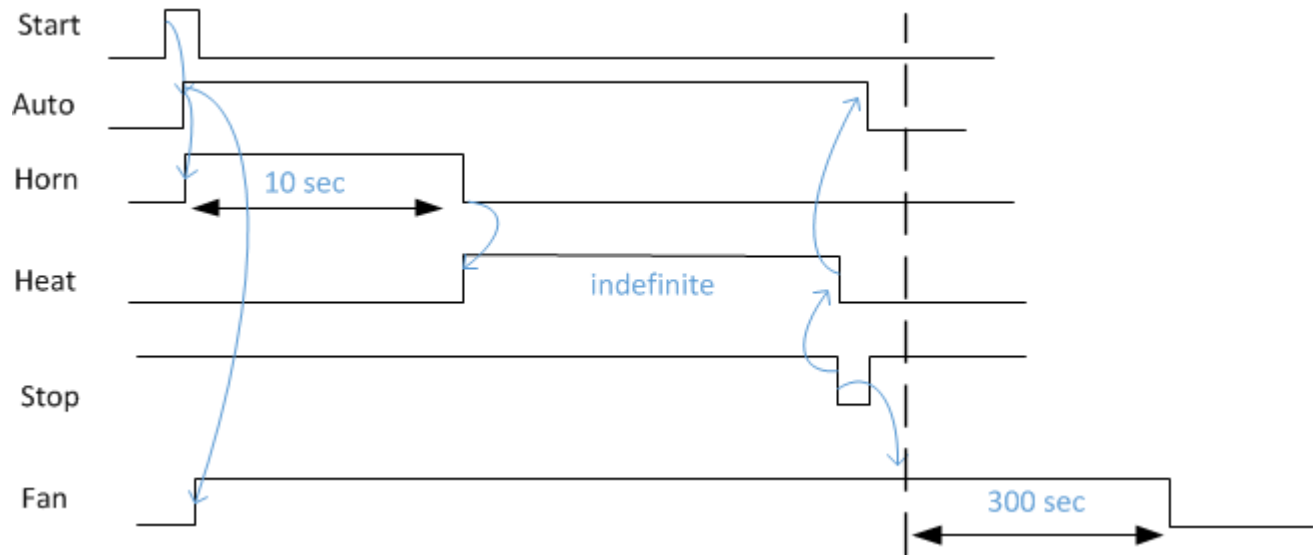 Start
Auto
Horn
10 sec
Heat
indefinite
Stop
Fan
300 sec